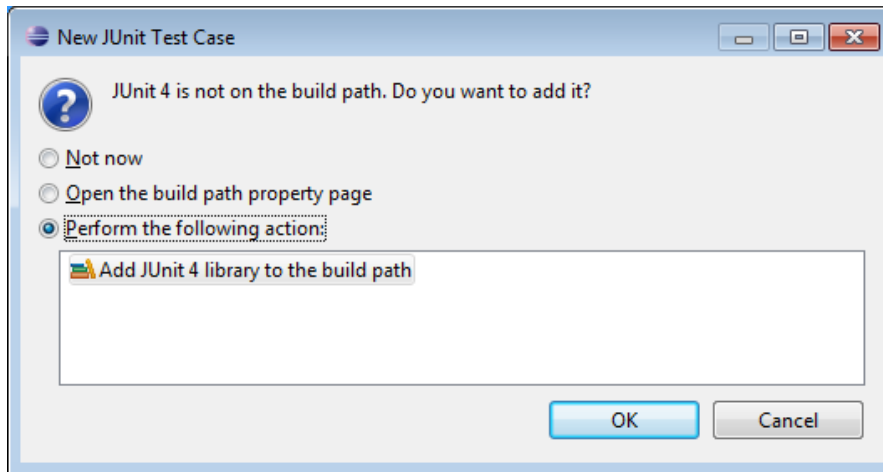 New JUnit Test Case
JUnit 4 is not on the build path. Do you want to add it?
Not now
Open the build path property page
Perform the following action:
Add JUnit 4 library to the build path
OK
Cancel